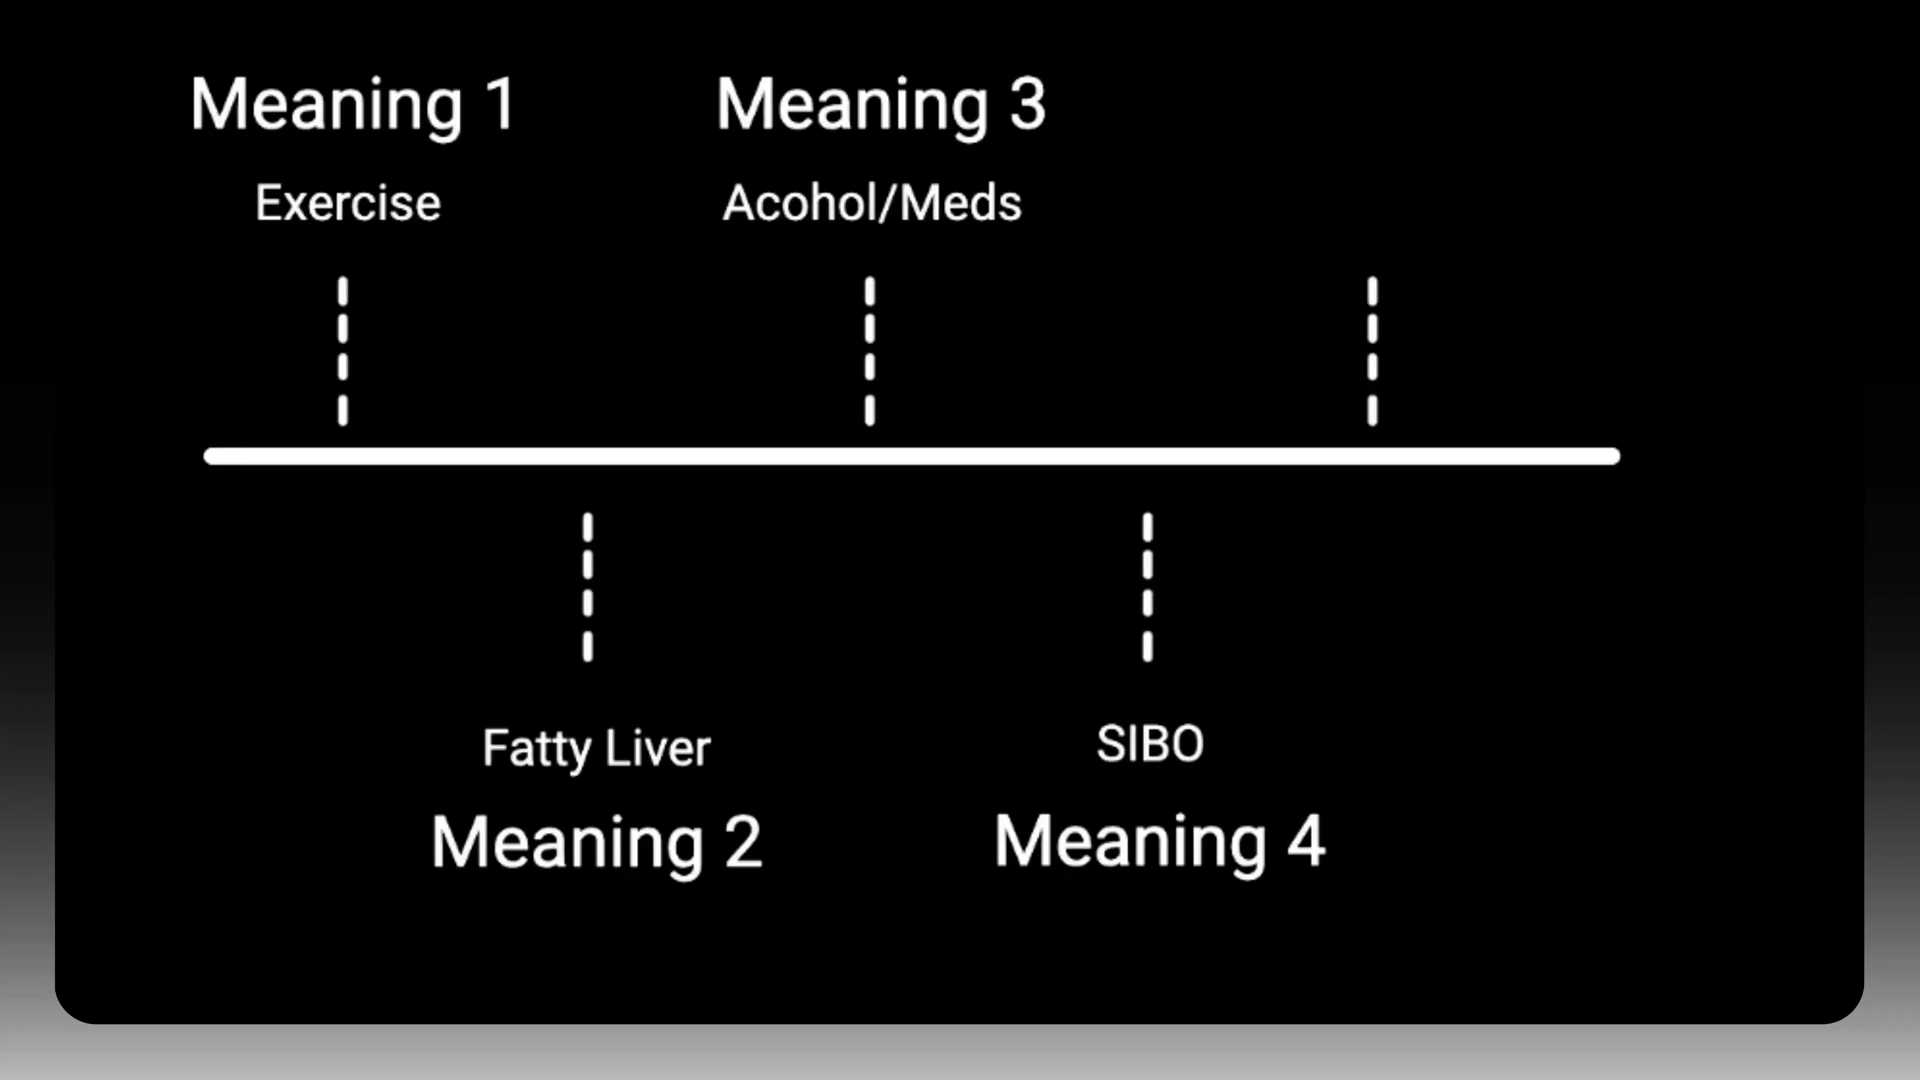 Meaning 1
Exercise
Meaning 3
Acohol/Meds
Fatty Liver
Meaning 2
SIBO
Meaning 4